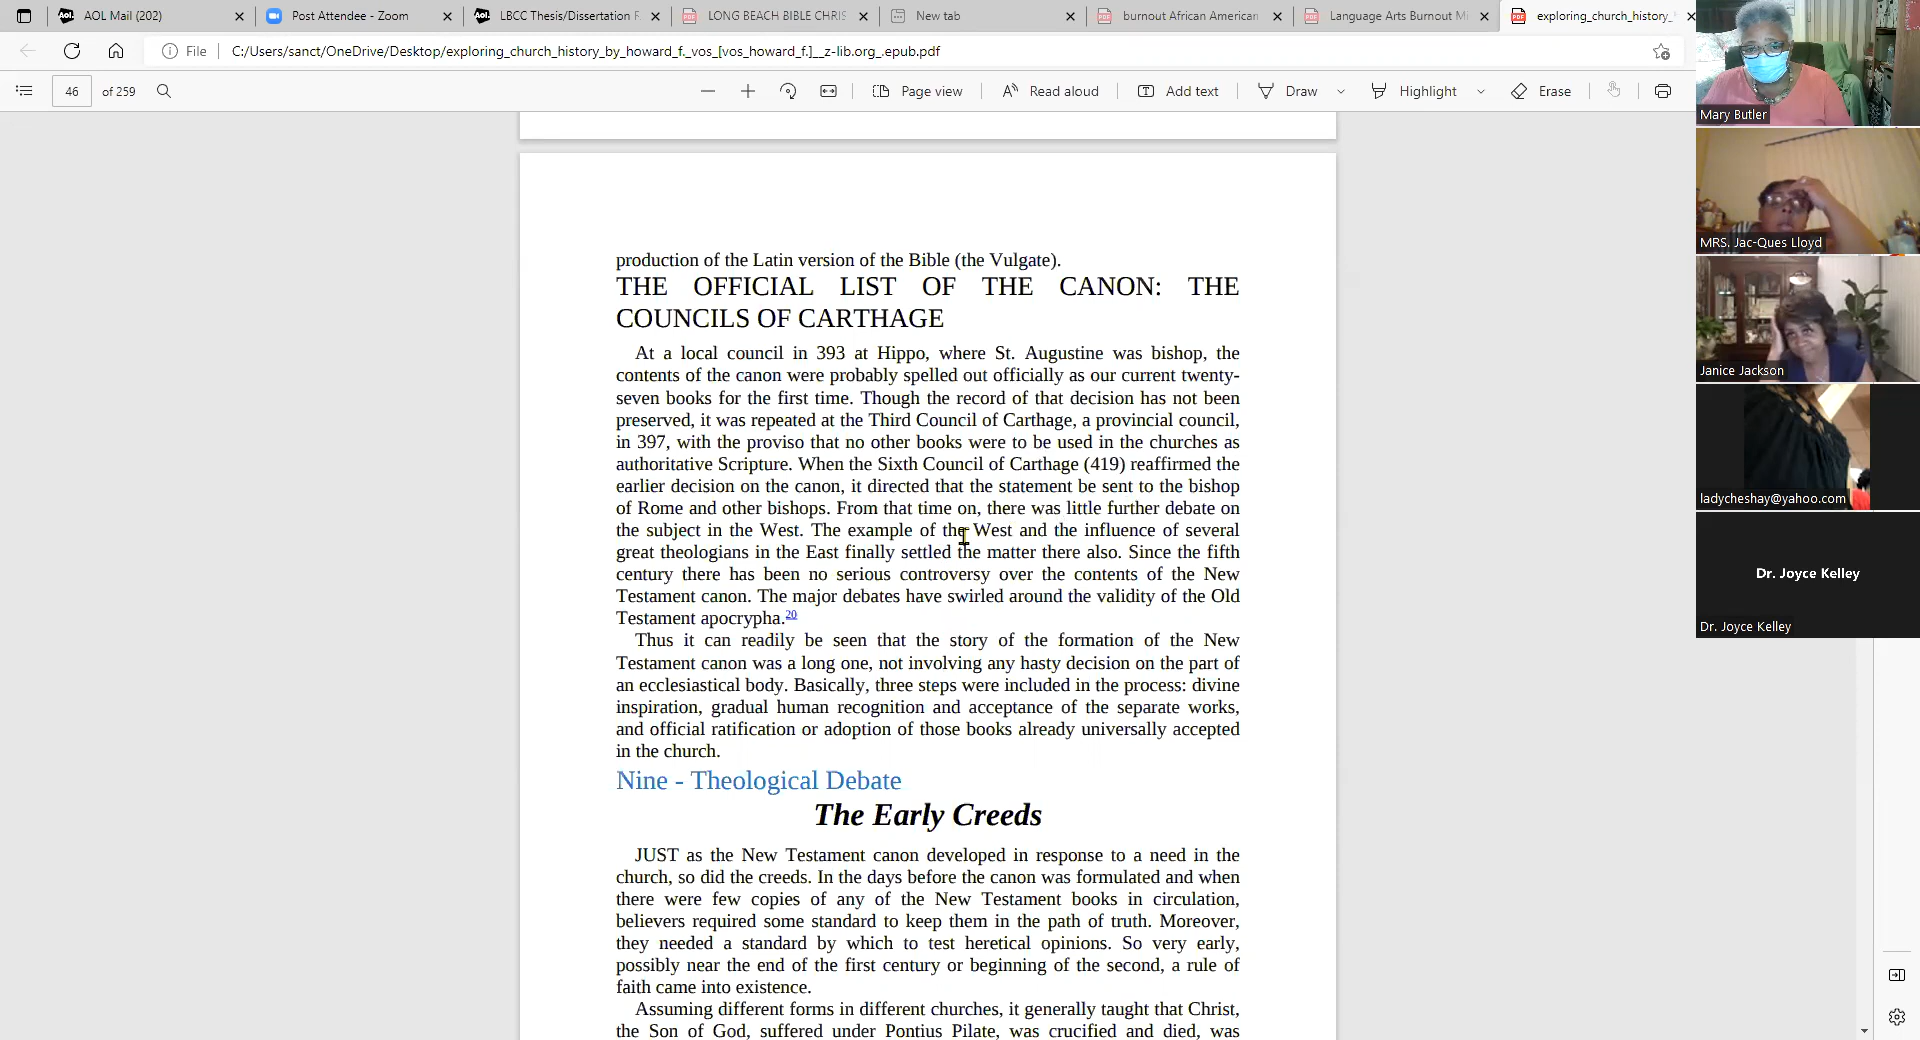 AOL Mail (202)
Post Attendee - Zoom
LBCC Thesis/Dissertation R
LONG BEACH BIBLE CHRIS
New tab
burnout African American
Language Arts Burnout Mi
exploring_church_history_
File
C:/Users/sanct/OneDrive/Desktop/exploring_church_history_by_howard_f._vos_[vos_howard_f.]__z-lib.org_.epub.pdf
46 of 259
Page view
Read aloud
Add text
Draw
Highlight
Erase
production of the Latin version of the Bible (the Vulgate).
THE OFFICIAL LIST OF THE CANON: THE
COUNCILS OF CARTHAGE
At a local council in 393 at Hippo, where St. Augustine was bishop, the
contents of the canon were probably spelled out officially as our current twenty-
seven books for the first time. Though the record of that decision has not been
preserved, it was repeated at the Third Council of Carthage, a provincial council,
in 397, with the proviso that no other books were to be used in the churches as
authoritative Scripture. When the Sixth Council of Carthage (419) reaffirmed the
earlier decision on the canon, it directed that the statement be sent to the bishop
of Rome and other bishops. From that time on, there was little further debate on
the subject in the West. The example of the West and the influence of several
great theologians in the East finally settled the matter there also. Since the fifth
century there has been no serious controversy over the contents of the New
Testament canon. The major debates have swirled around the validity of the Old
Testament apocrypha.20
Thus it can readily be seen that the story of the formation of the New
Testament canon was a long one, not involving any hasty decision on the part of
an ecclesiastical body. Basically, three steps were included in the process: divine
inspiration, gradual human recognition and acceptance of the separate works,
and official ratification or adoption of those books already universally accepted
in the church.
Nine - Theological Debate
The Early Creeds
JUST as the New Testament canon developed in response to a need in the
church, so did the creeds. In the days before the canon was formulated and when
there were few copies of any of the New Testament books in circulation,
believers required some standard to keep them in the path of truth. Moreover,
they needed a standard by which to test heretical opinions. So very early,
possibly near the end of the first century or beginning of the second, a rule of
faith came into existence.
Assuming different forms in different churches, it generally taught that Christ,
the Son of God, suffered under Pontius Pilate, was crucified and died, was
Mary Butler
MRS. Jac-Ques Lloyd
Janice Jackson
ladycheshay@yahoo.com
Dr. Joyce Kelley
Dr. Joyce Kelley